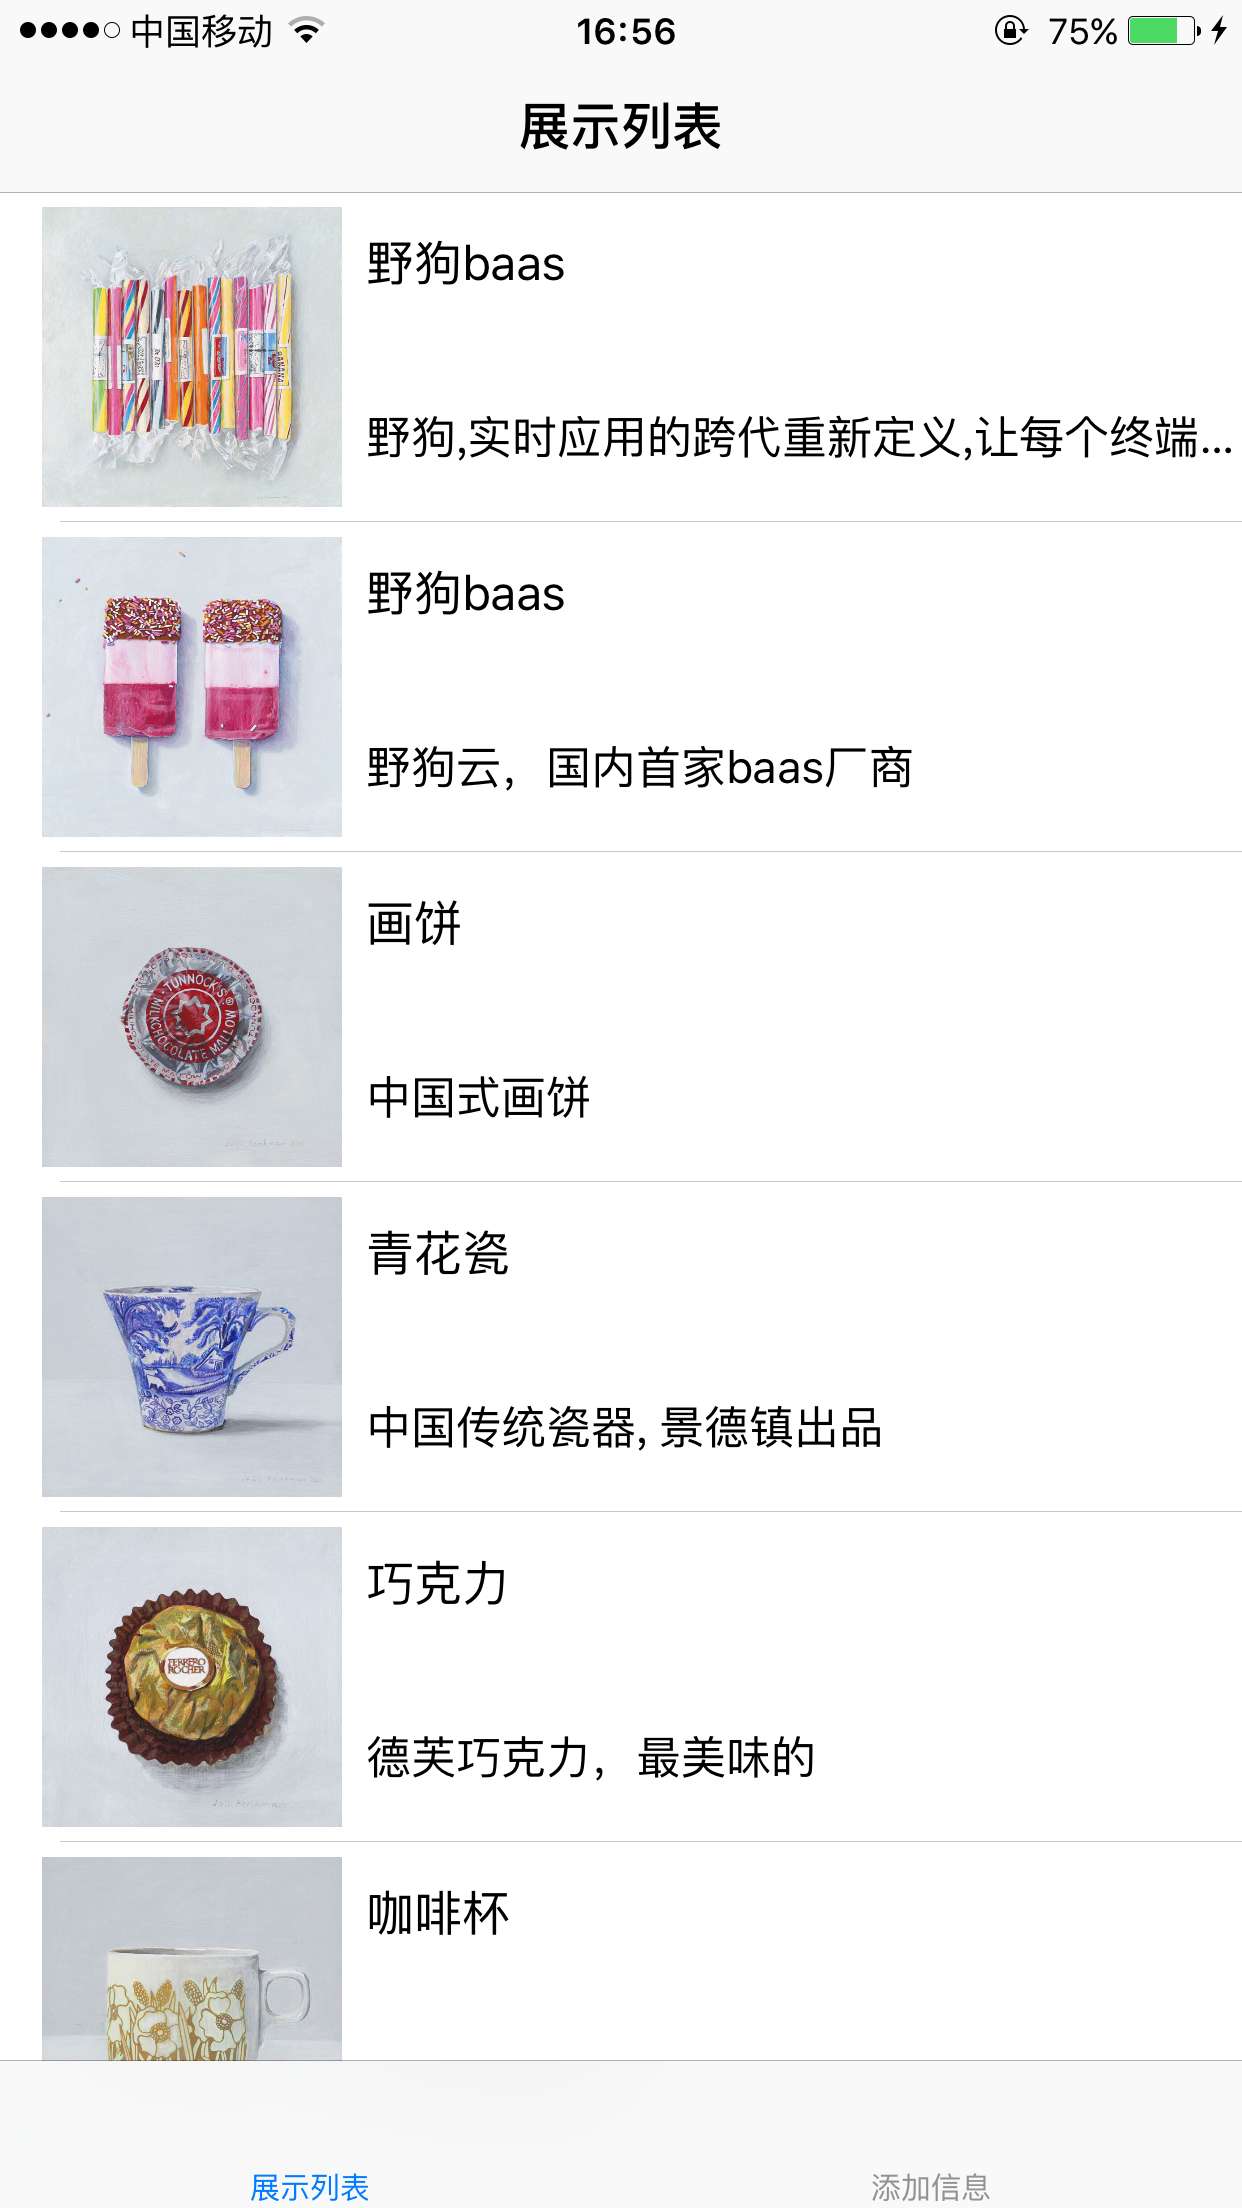 中国移动
16:56
75%
展示列表
野狗baas
野狗,实时应用的跨代重新定义,让每个终端...
野狗baas
野狗云，国内首家baas厂商
画饼
TUNNOCK'S
中国式画饼
青花瓷
中国传统瓷器, 景德镇出品
巧克力
FERRERO
ROCHER
德芙巧克力，最美味的
咖啡杯
展示列表
添加信息